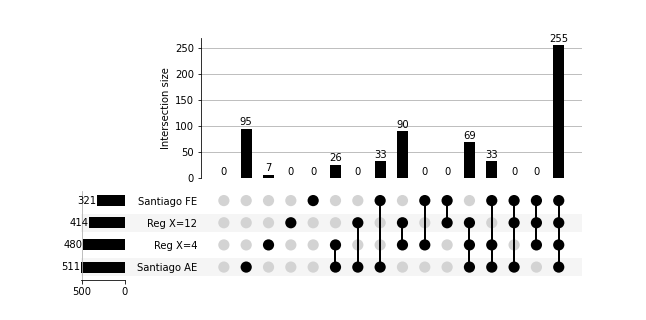 255
250
200
150
100
50
0
Intersection size
0 95 7 0 0 26 0 33 90 0 0 69 33 0 0
321 Santiago FE
414 Reg X=12
480 Reg X=4
511 Santiago AE
500 0